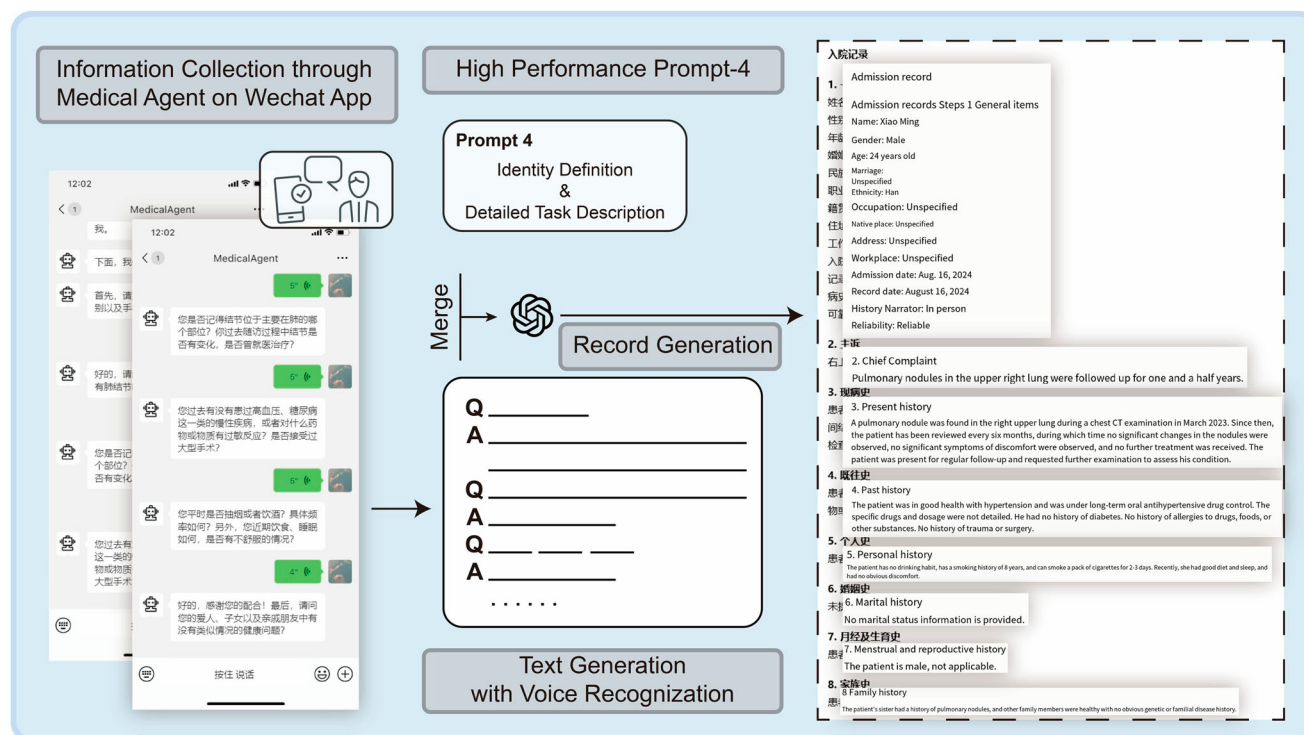 Information Collection through
Medical Agent on Wechat App
12:02
1
MedicalAgent
我。
下面，我
首先，请
别以及手
好的，请
有肺结节
您是否记
个部位？
否有变化
您过去有
这一类的
物或物质
大型手术
12:02
1
MedicalAgent
...
5"
您是否记得结节位于主要在肺的哪
个部位？你过去随访过程中结节是
否有变化，是否曾就医治疗？
5"
您过去有没有患过高血压、糖尿病
这一类的慢性疾病，或者对什么药
物或物质有过敏反应？是否接受过
大型手术？
5"
您平时是否抽烟或者饮酒？具体频
率如何？另外，您近期饮食、睡眠
如何，是否有不舒服的情况？
4"
好的，感谢您的配合！最后，请问
您的爱人、子女以及亲戚朋友中有
没有类似情况的健康问题？
按住 说话
High Performance Prompt-4
Prompt 4
Identity Definition
&
Detailed Task Description
Merge
Record Generation
Q
A
Q
A
Q
A
......
Text Generation
with Voice Recognization
入院记录
1.
Admission record
Admission records Steps 1 General items
Name: Xiao Ming
Gender: Male
Age: 24 years old
Marriage:
Unspecified
Ethnicity: Han
Occupation: Unspecified
Native place: Unspecified
Address: Unspecified
Workplace: Unspecified
Admission date: Aug. 16, 2024
Record date: August 16, 2024
History Narrator: In person
Reliability: Reliable
2. 主诉
2. Chief Complaint
Pulmonary nodules in the upper right lung were followed up for one and a half years.
3. 现病史
3. Present history
A pulmonary nodule was found in the right upper lung during a chest CT examination in March 2023. Since then,
the patient has been reviewed every six months, during which time no significant changes in the nodules were
observed, no significant symptoms of discomfort were observed, and no further treatment was received. The
patient was present for regular follow-up and requested further examination to assess his condition.
4. 既往史
4. Past history
The patient was in good health with hypertension and was under long-term oral antihypertensive drug control. The
specific drugs and dosage were not detailed. He had no history of diabetes. No history of allergies to drugs, foods, or
other substances. No history of trauma or surgery.
5. 个人史
5. Personal history
The patient has no drinking habit, has a smoking history of 8 years, and can smoke a pack of cigarettes for 2-3 days. Recently, she had good diet and sleep, and
had no obvious discomfort.
6. 婚姻史
6. Marital history
No marital status information is provided.
7. 月经及生育史
7. Menstrual and reproductive history
The patient is male, not applicable.
8. 家族史
8 Family history
The patient's sister had a history of pulmonary nodules, and other family members were healthy with no obvious genetic or familial disease history.